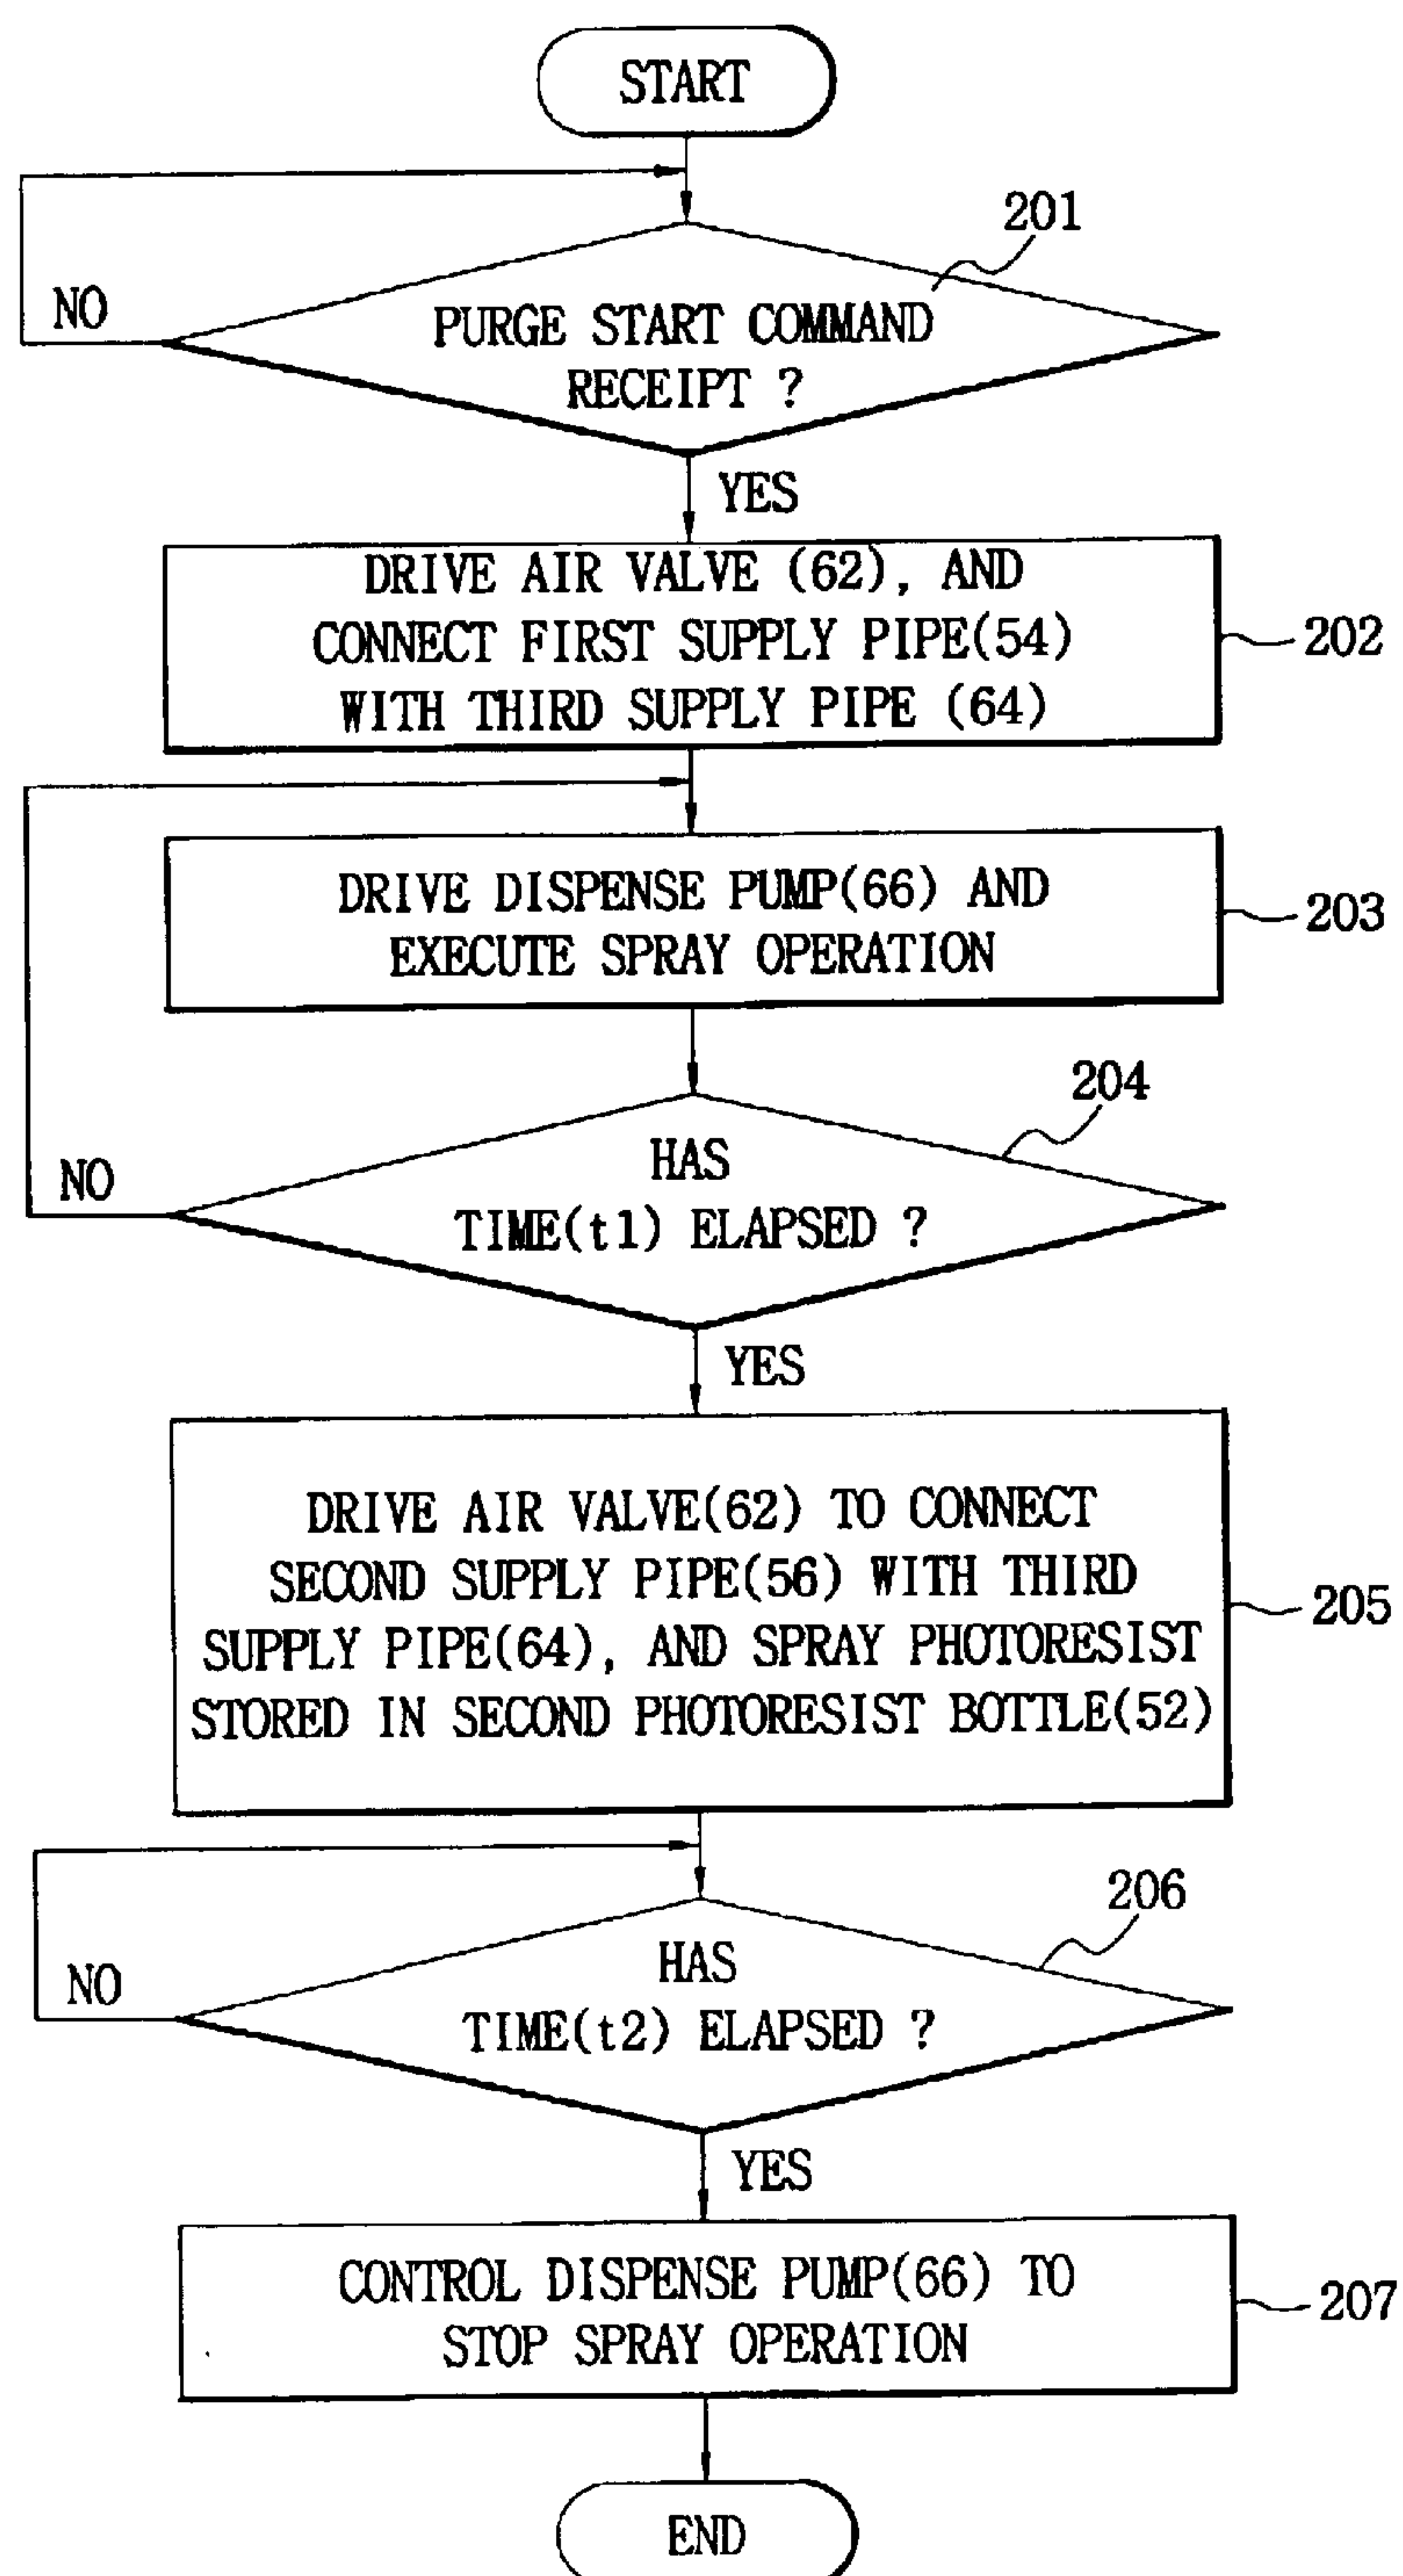 START
201
NO
PURGE START COMMAND
RECEIPT ?
YES
DRIVE AIR VALVE (62), AND
CONNECT FIRST SUPPLY PIPE(54)
WITH THIRD SUPPLY PIPE (64)
202
DRIVE DISPENSE PUMP(66) AND
EXECUTE SPRAY OPERATION
203
204
NO
HAS
TIME(t1) ELAPSED ?
YES
DRIVE AIR VALVE(62) TO CONNECT
SECOND SUPPLY PIPE(56) WITH THIRD
SUPPLY PIPE(64), AND SPRAY PHOTORESIST
STORED IN SECOND PHOTORESIST BOTTLE(52)
205
206
NO
HAS
TIME(t2) ELAPSED ?
YES
CONTROL DISPENSE PUMP(66) TO
STOP SPRAY OPERATION
207
END